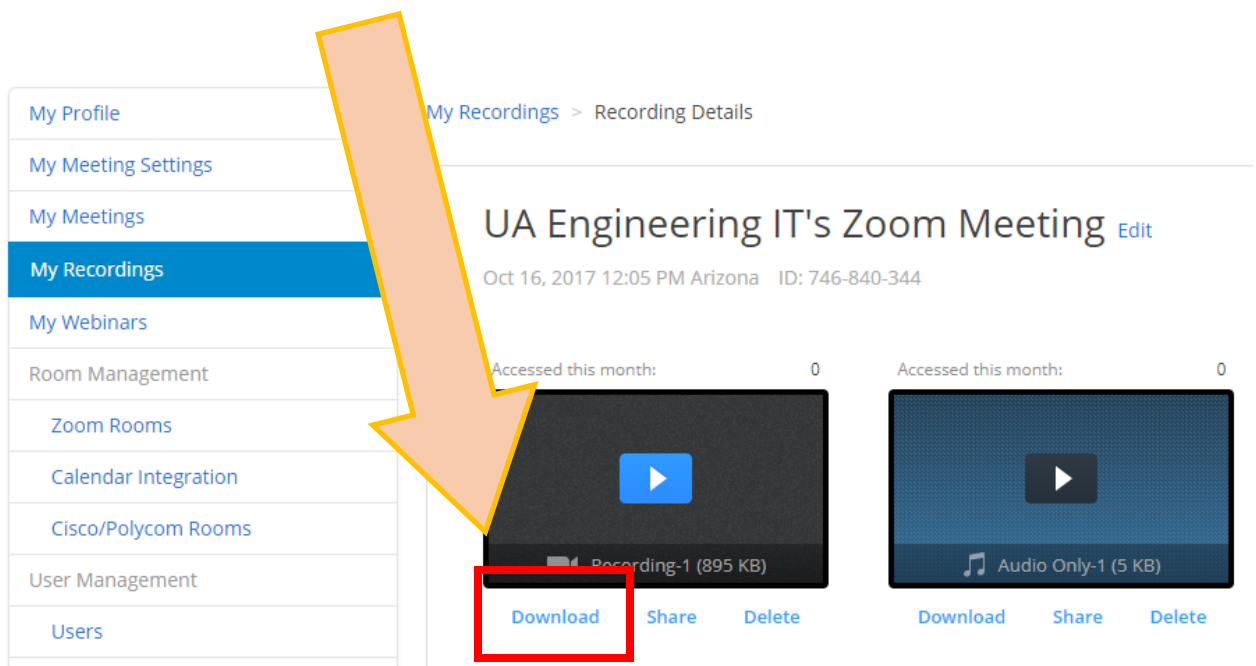 My Profile
My Meeting Settings
My Meetings
My Recordings
My Webinars
Room Management
Zoom Rooms
Calendar Integration
Cisco/Polycom Rooms
User Management
Users
My Recordings > Recording Details
UA Engineering IT's Zoom Meeting Edit
Oct 16, 2017 12:05 PM Arizona ID: 746-840-344
Accessed this month: 0
Recording-1 (895 KB)
Download Share Delete
Accessed this month: 0
Audio Only-1 (5 KB)
Download Share Delete